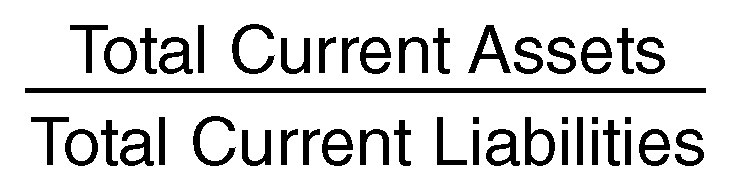 Total Current Assets
Total Current Liabilities